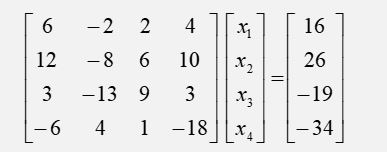 6 −2 2 4 x₁ 16
12 −8 6 10 x₂ 26
=
3 −13 9 3 x₃ −19
−6 4 1 −18 x₄ −34